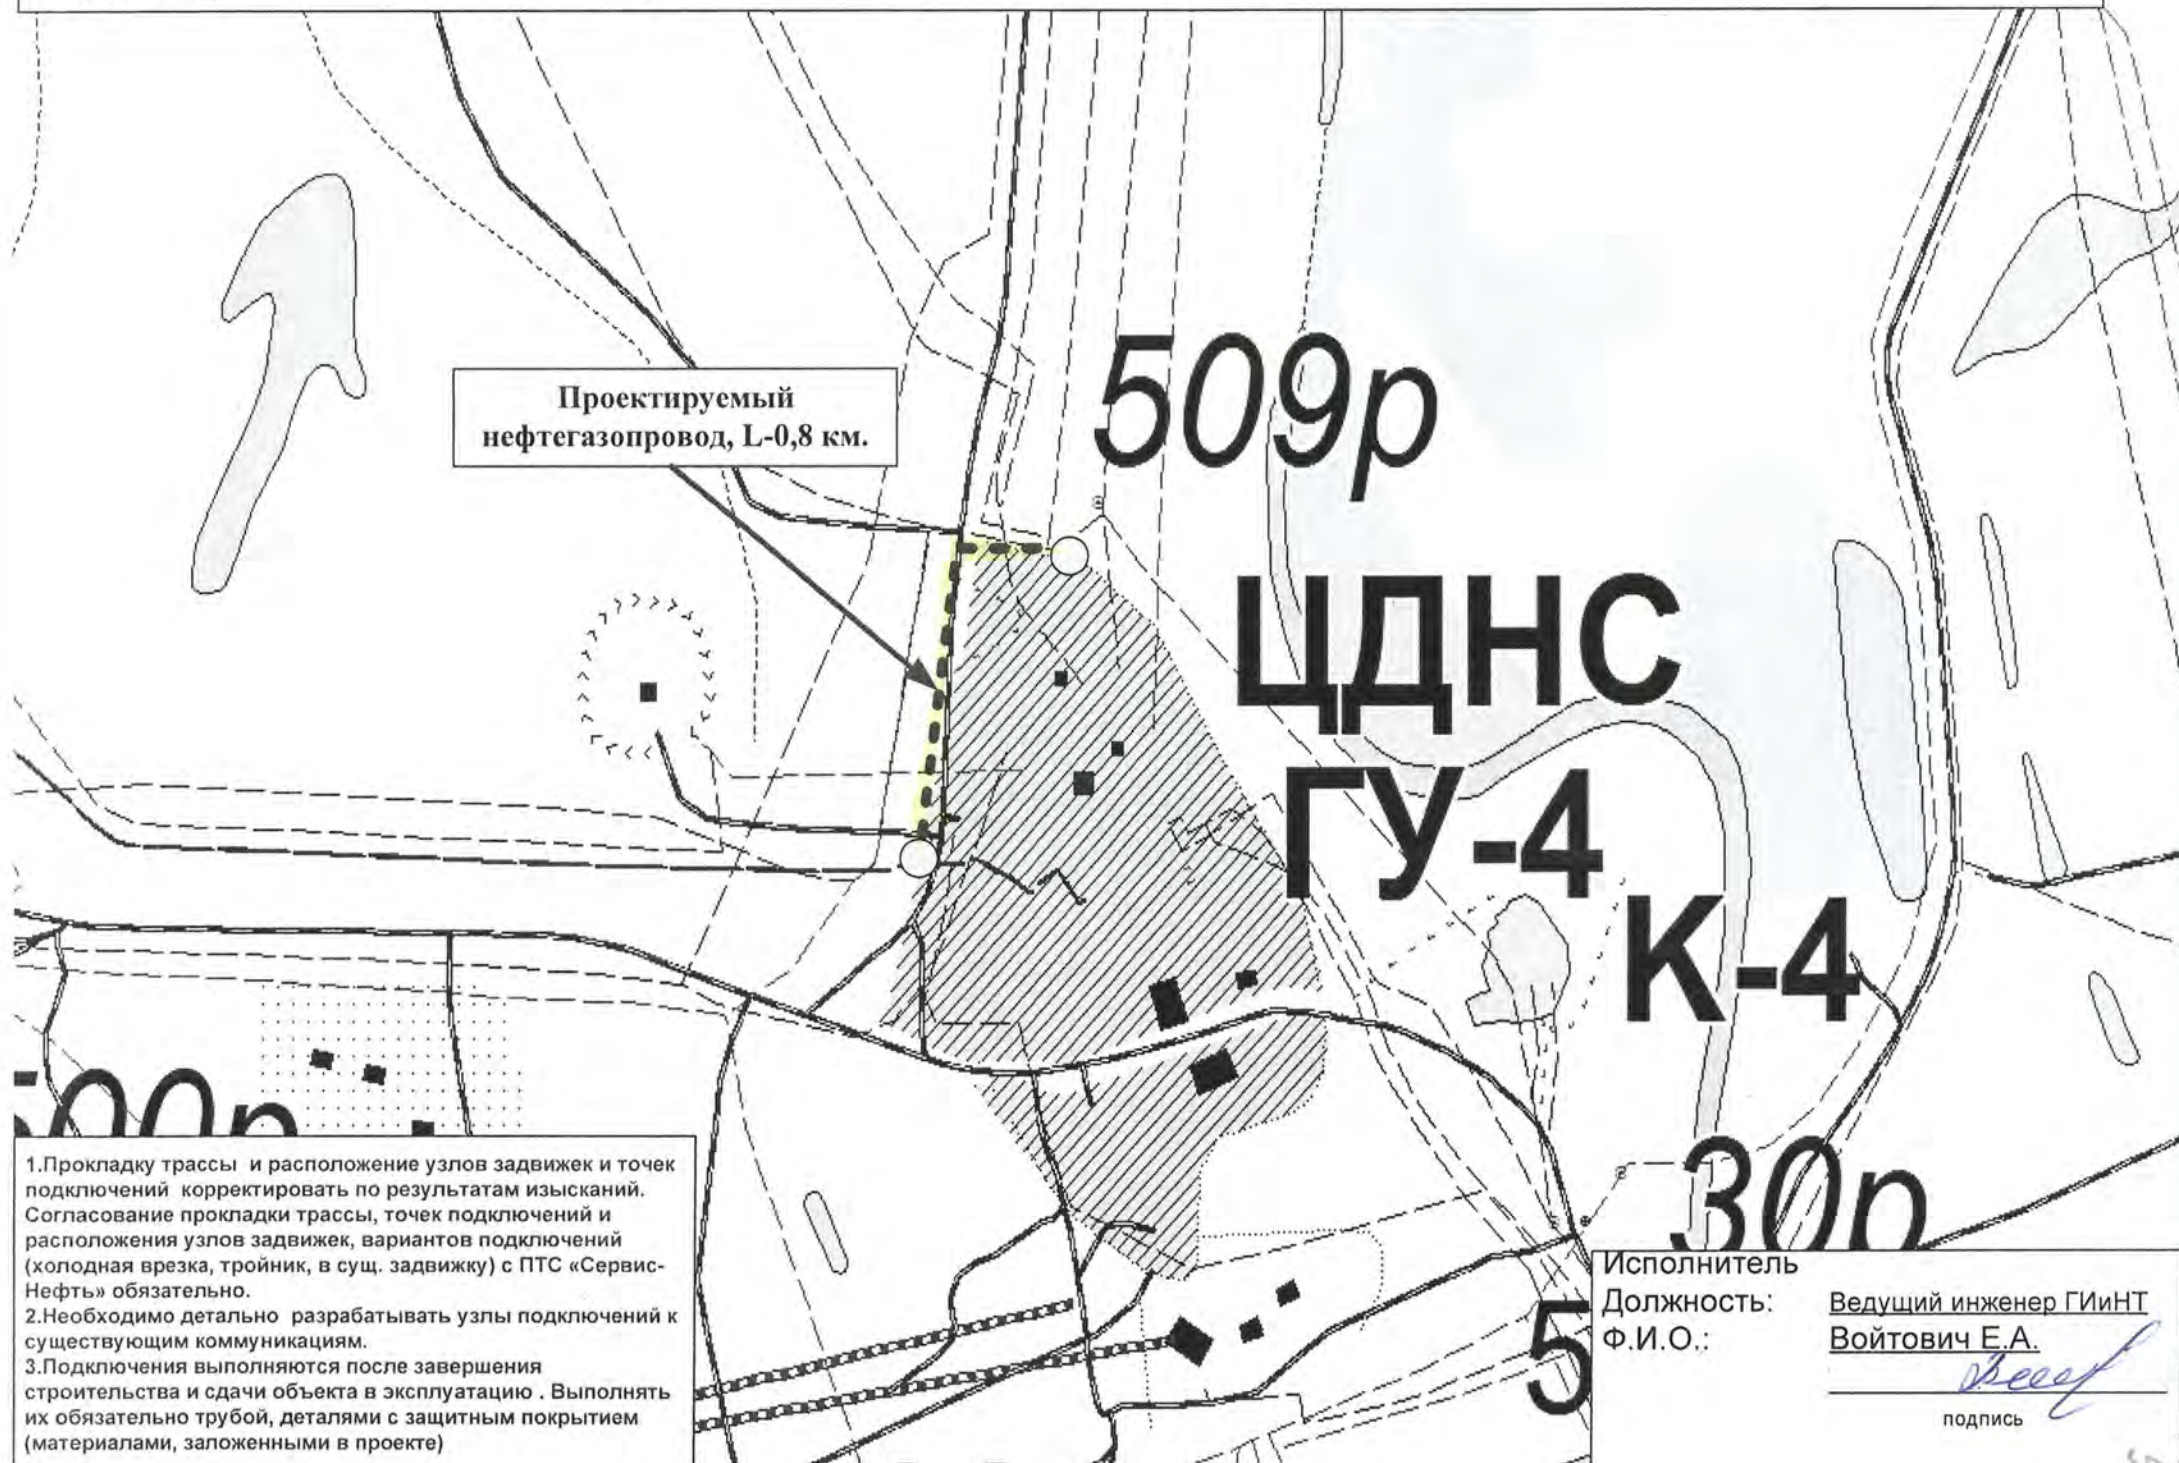 Проектируемый
нефтегазопровод, L-0,8 км.
509р
ЦДНС
ГУ-4
К-4
30р
5
1.Прокладку трассы и расположение узлов задвижек и точек
подключений корректировать по результатам изысканий.
Согласование прокладки трассы, точек подключений и
расположения узлов задвижек, вариантов подключений
(холодная врезка, тройник, в сущ. задвижку) с ПТС «Сервис-
Нефть» обязательно.
2.Необходимо детально разрабатывать узлы подключений к
существующим коммуникациям.
3.Подключения выполняются после завершения
строительства и сдачи объекта в эксплуатацию . Выполнять
их обязательно трубой, деталями с защитным покрытием
(материалами, заложенными в проекте)
Исполнитель
Должность: Ведущий инженер ГИиНТ
Ф.И.О.: Войтович Е.А.
подпись